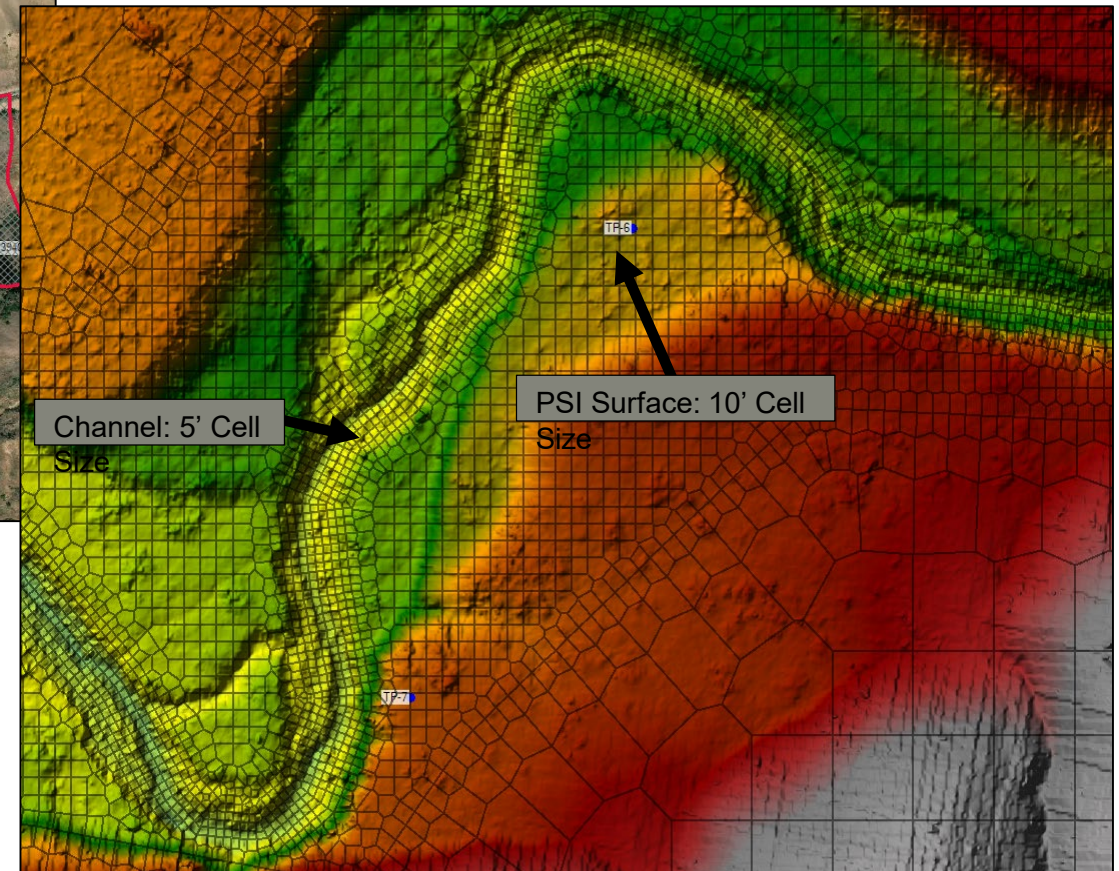 TP-6
Channel: 5’ Cell
Size
PSI Surface: 10’ Cell
Size
TP-7